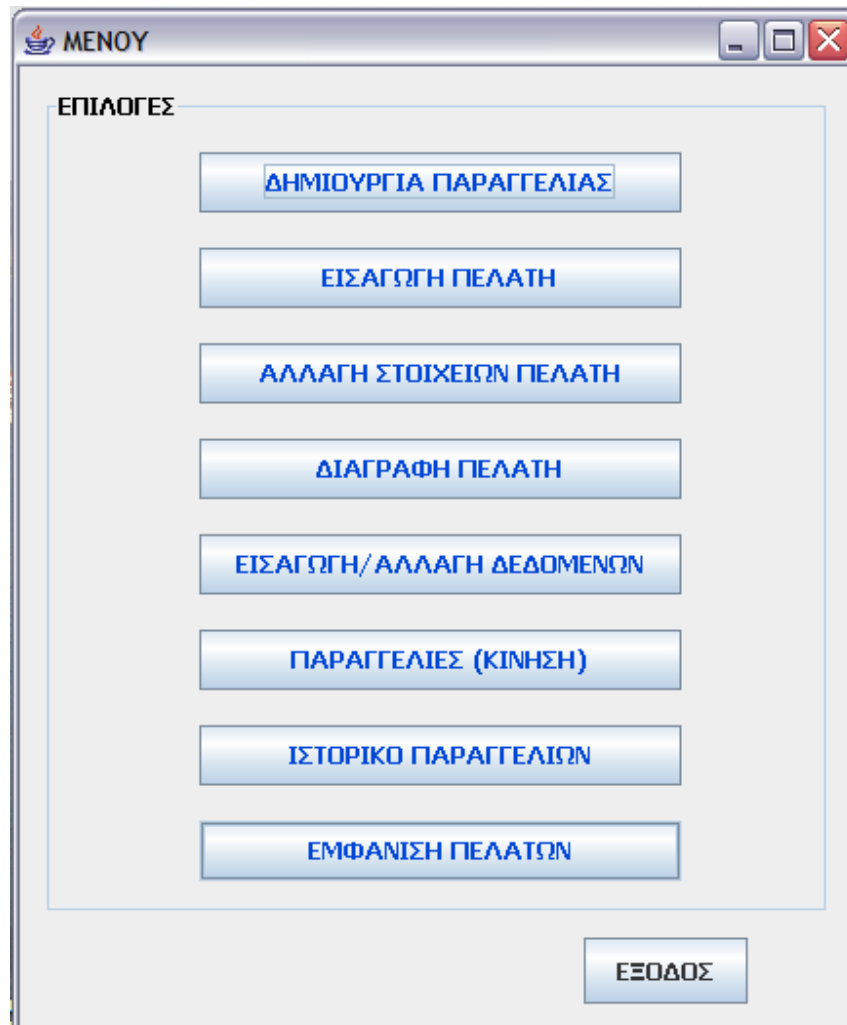 ΜΕΝΟΥ
ΕΠΙΛΟΓΕΣ
ΔΗΜΙΟΥΡΓΙΑ ΠΑΡΑΓΓΕΛΙΑΣ
ΕΙΣΑΓΩΓΗ ΠΕΛΑΤΗ
ΑΛΛΑΓΗ ΣΤΟΙΧΕΙΩΝ ΠΕΛΑΤΗ
ΔΙΑΓΡΑΦΗ ΠΕΛΑΤΗ
ΕΙΣΑΓΩΓΗ/ΑΛΛΑΓΗ ΔΕΔΟΜΕΝΩΝ
ΠΑΡΑΓΓΕΛΙΕΣ (ΚΙΝΗΣΗ)
ΙΣΤΟΡΙΚΟ ΠΑΡΑΓΓΕΛΙΩΝ
ΕΜΦΑΝΙΣΗ ΠΕΛΑΤΩΝ
ΕΞΟΔΟΣ